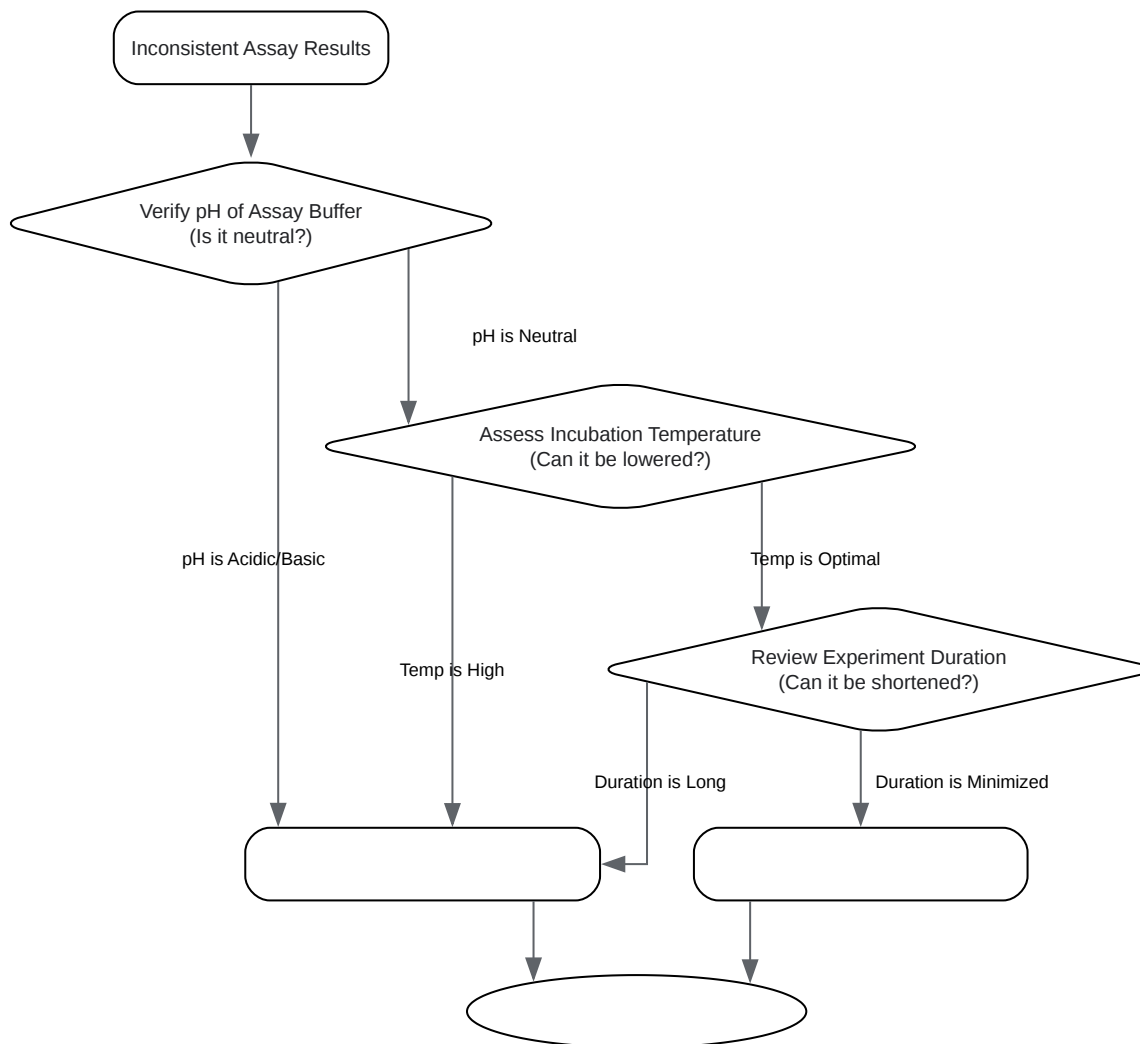 Inconsistent Assay Results
Verify pH of Assay Buffer
(Is it neutral?)
pH is Neutral
Assess Incubation Temperature
(Can it be lowered?)
pH is Acidic/Basic
Temp is Optimal
Temp is High
Review Experiment Duration
(Can it be shortened?)
Duration is Long
Duration is Minimized